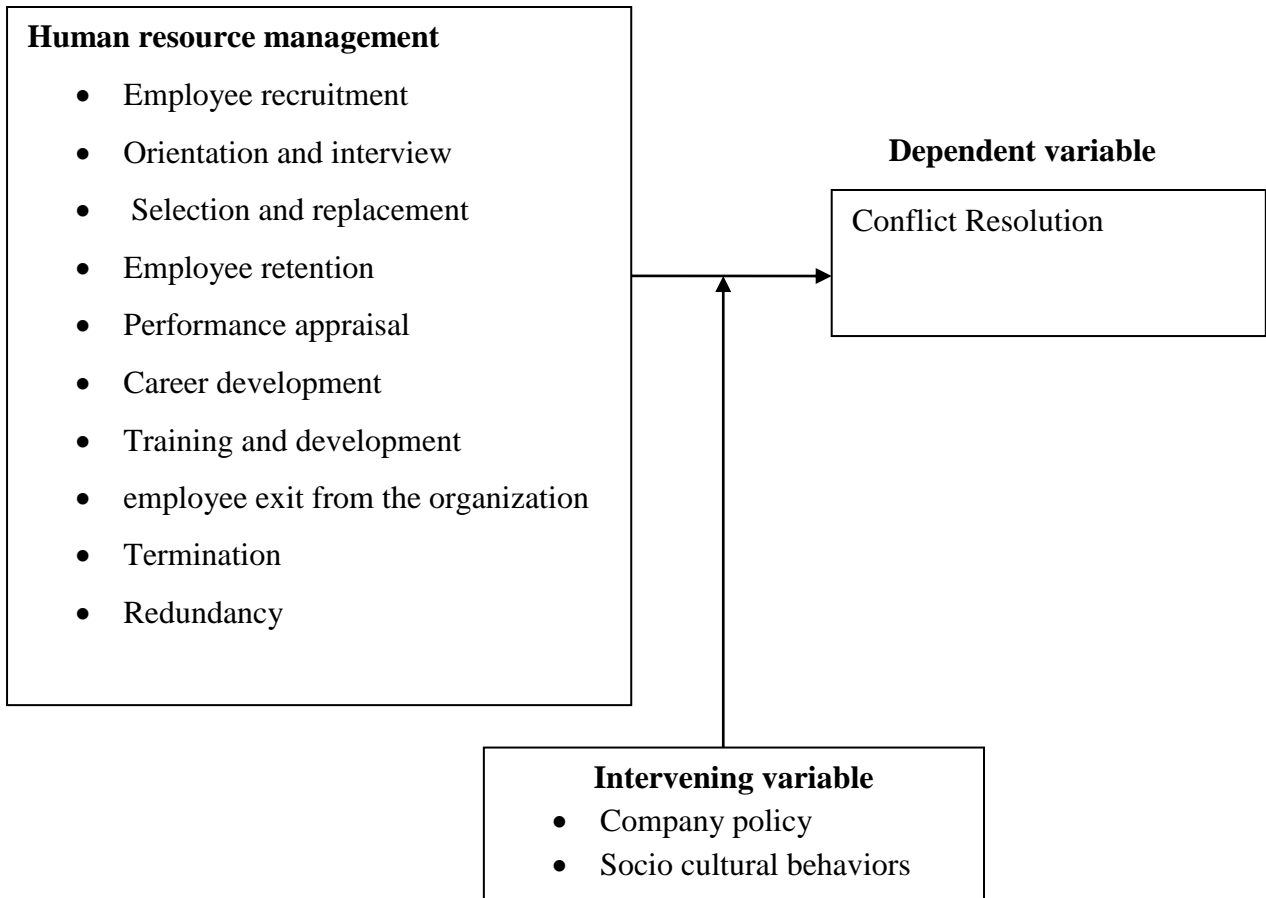 Human resource management
• Employee recruitment
• Orientation and interview
• Selection and replacement
• Employee retention
• Performance appraisal
• Career development
• Training and development
• employee exit from the organization
• Termination
• Redundancy
Dependent variable
Conflict Resolution
Intervening variable
• Company policy
• Socio cultural behaviors